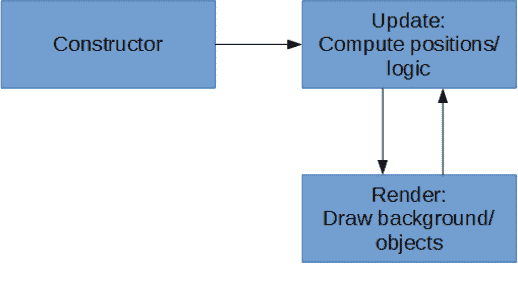 Constructor
Update:
Compute positions/
logic
Render:
Draw background/
objects